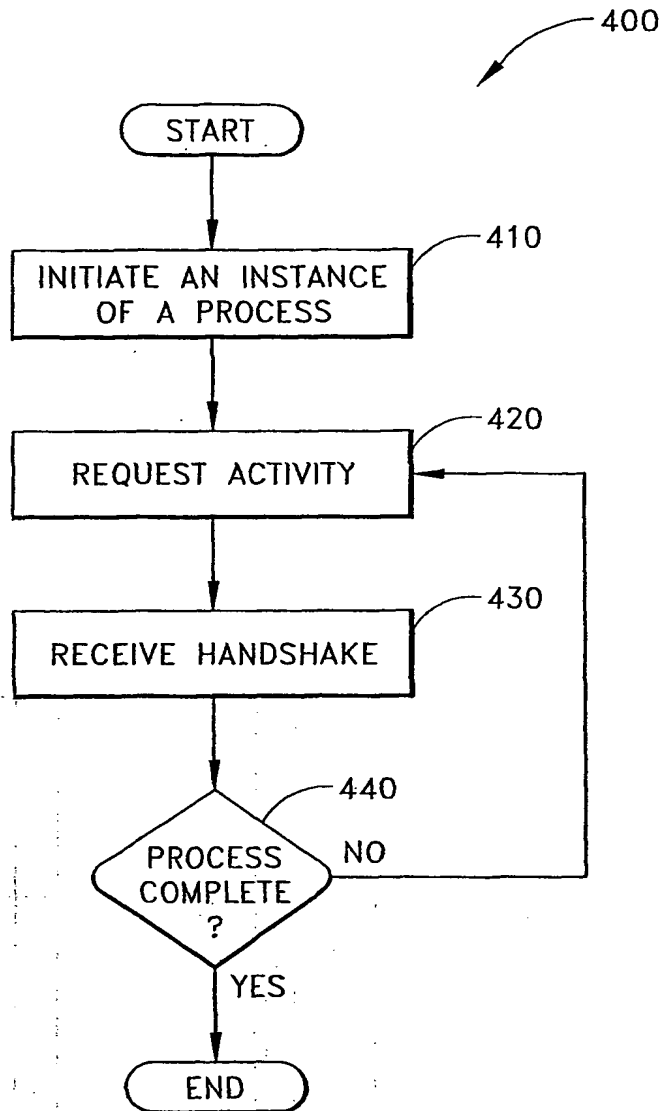 400
START
410
INITIATE AN INSTANCE
OF A PROCESS
420
REQUEST ACTIVITY
430
RECEIVE HANDSHAKE
440
PROCESS
COMPLETE
?
NO
YES
END